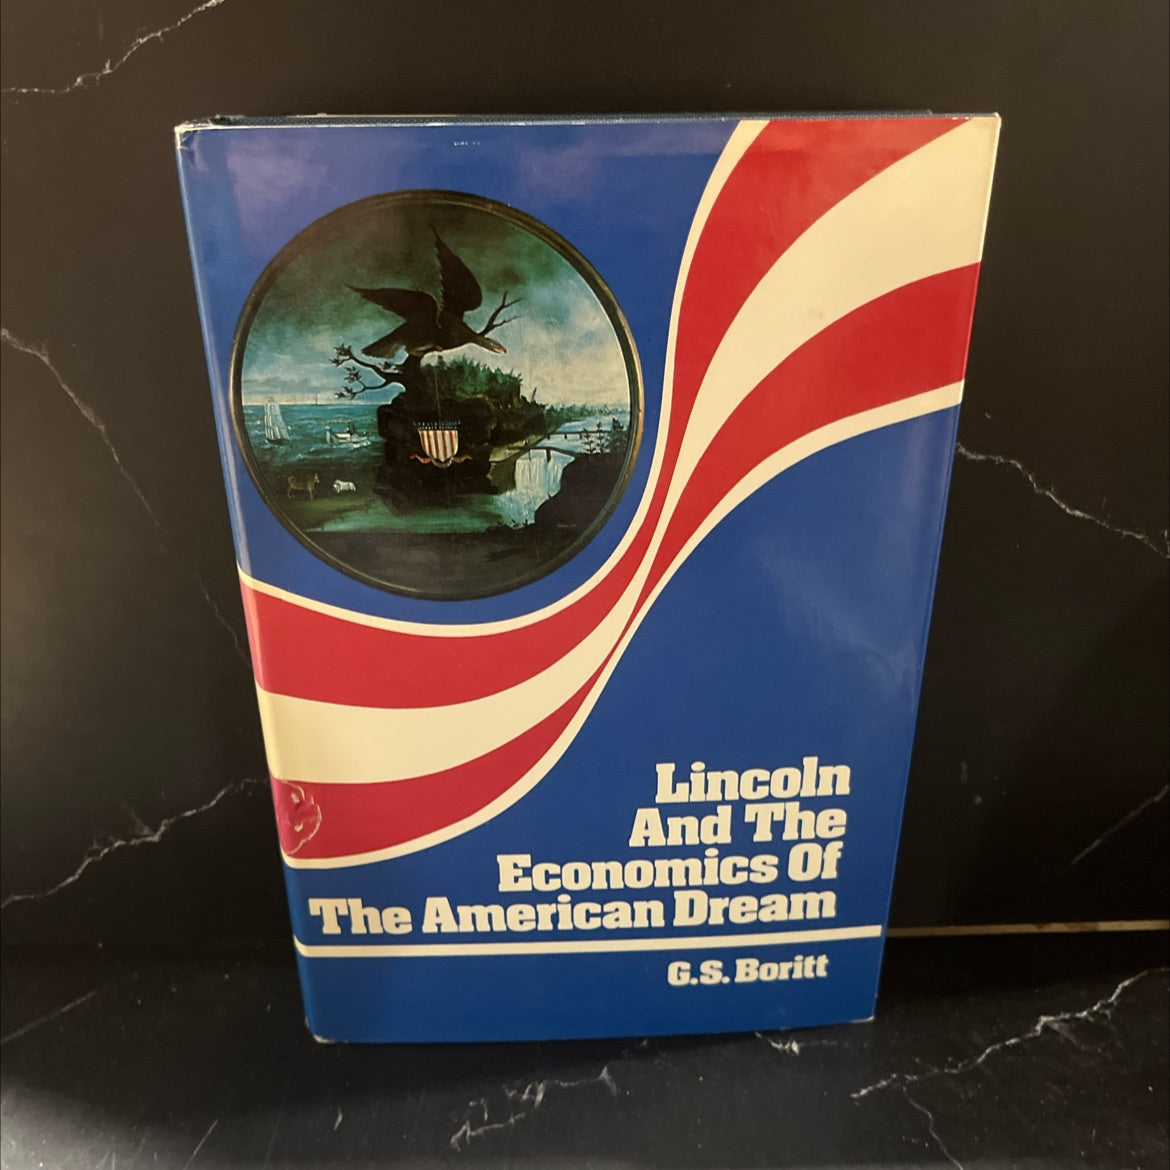 Lincoln
And The
Economics Of
The American Dream
G.S. Boritt